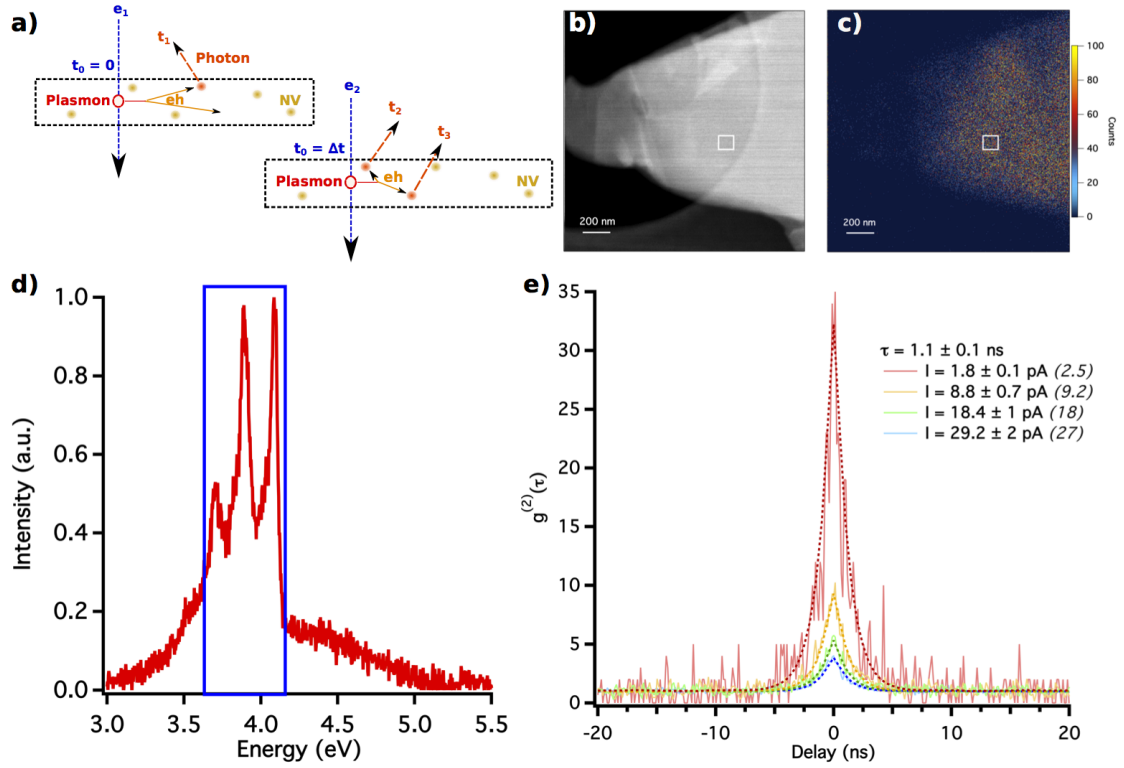 a)
e1
t1
Photon
t0 = 0
Plasmon
eh
NV
e2
t2
t3
t0 = Δt
Plasmon
eh
NV
b)
200 nm
c)
200 nm
100
80
60
40
20
0
Counts
d)
1.0
0.8
0.6
0.4
0.2
0.0
Intensity (a.u.)
3.0 3.5 4.0 4.5 5.0 5.5
Energy (eV)
e)
35
30
25
20
15
10
5
0
g(2)(τ)
τ = 1.1 ± 0.1 ns
I = 1.8 ± 0.1 pA (2.5)
I = 8.8 ± 0.7 pA (9.2)
I = 18.4 ± 1 pA (18)
I = 29.2 ± 2 pA (27)
-20 -10 0 10 20
Delay (ns)